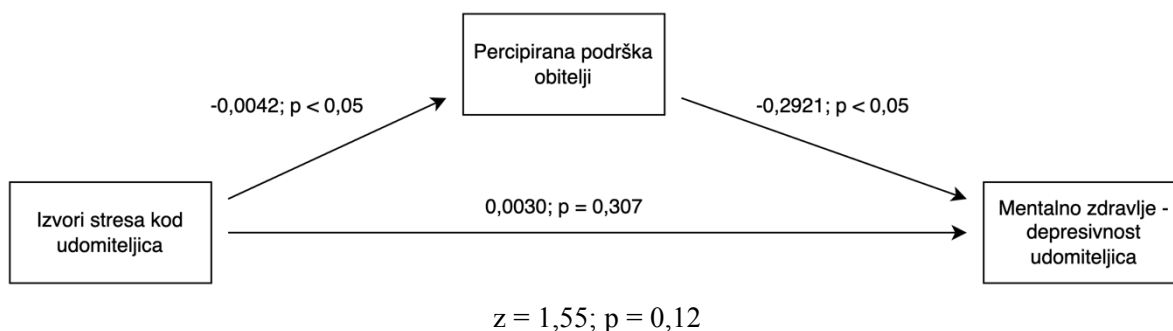 Percipirana podrška
obitelji
-0,0042; p < 0,05
-0,2921; p < 0,05
Izvori stresa kod
udomiteljica
0,0030; p = 0,307
Mentalno zdravlje -
depresivnost
udomiteljica
z = 1,55; p = 0,12